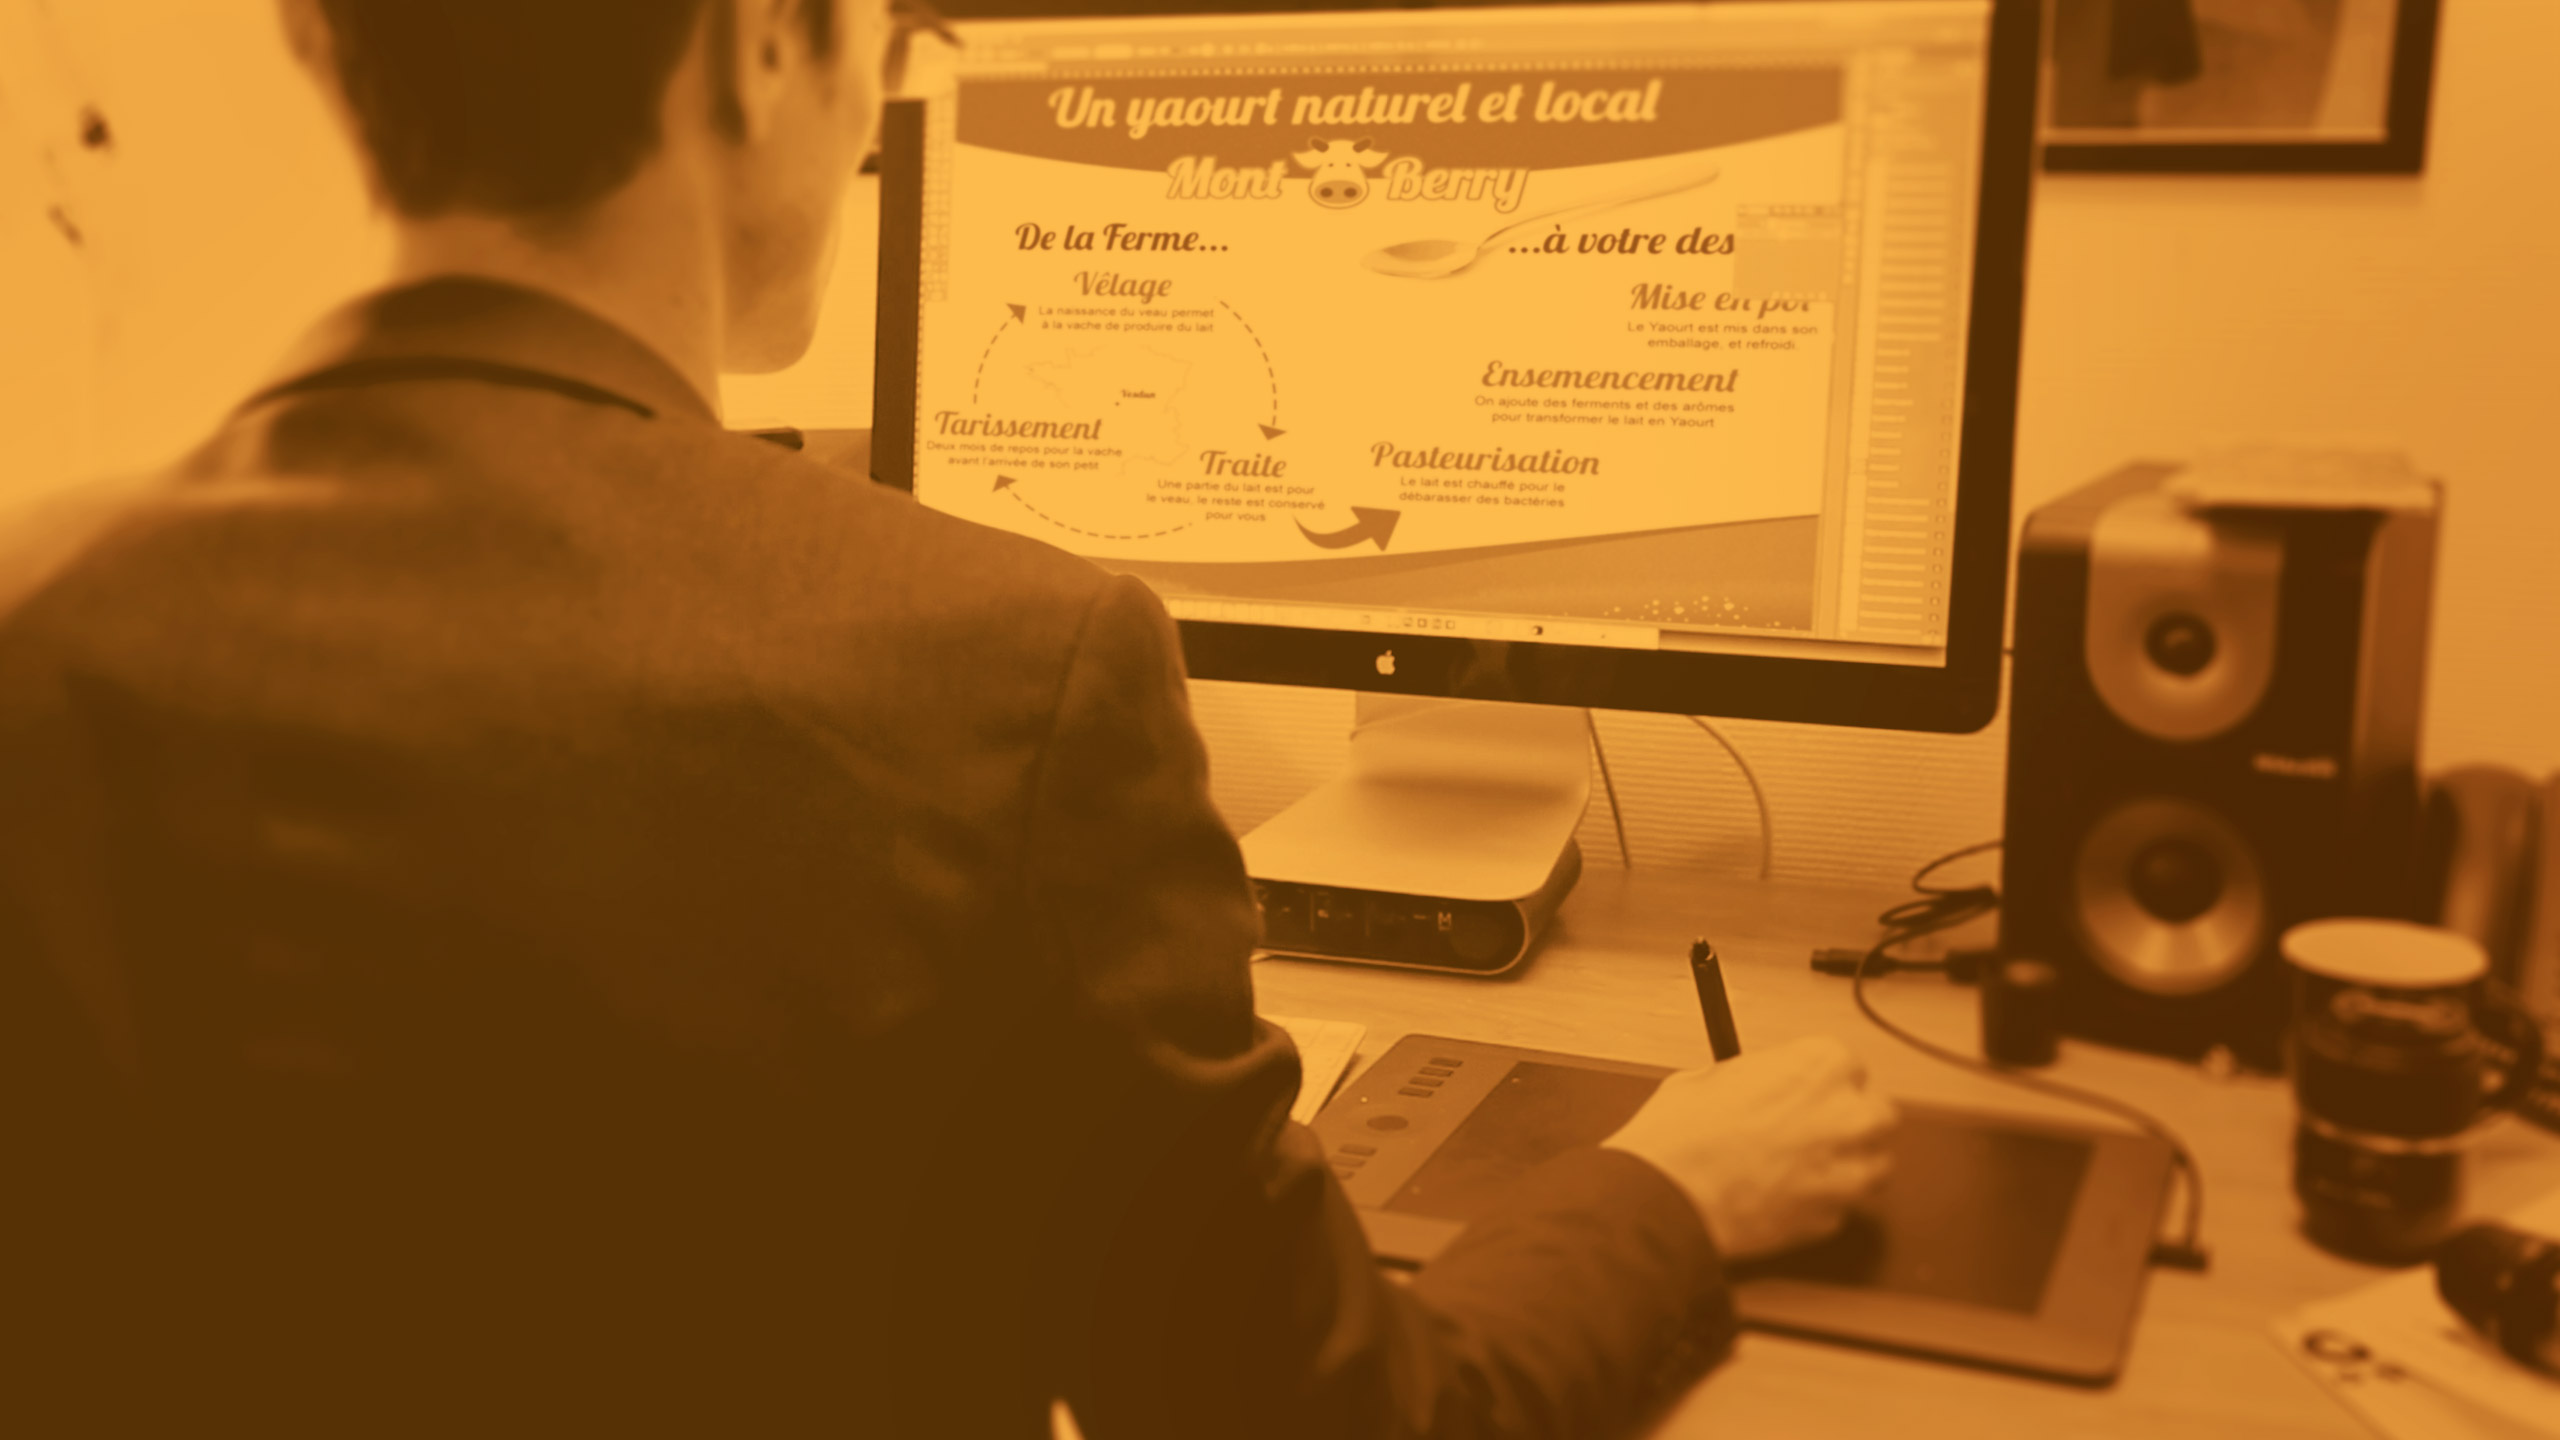 Un yaourt naturel et local
Mont Berry
De la Ferme...
...à votre des
Vêlage
La naissance du veau permet
à la vache de produire du lait
Mise en pot
Le Yaourt est mis dans son
emballage, et refroidi.
Ensemencement
On ajoute des ferments et des arômes
pour transformer le lait en Yaourt
Verdun
Tarissement
Deux mois de repos pour la vache
avant l'arrivée de son petit
Traite
Une partie du lait est pour
le veau, le reste est conservé
pour vous
Pasteurisation
Le lait est chauffé pour le
débarasser des bactéries